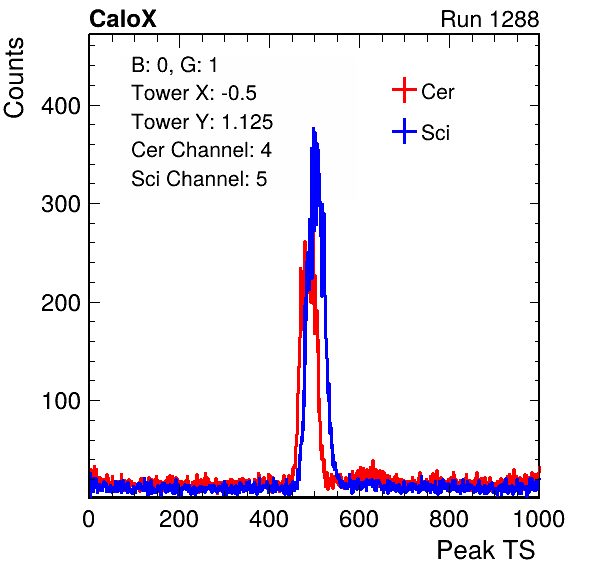 CaloX Run 1288
Counts
B: 0, G: 1
Tower X: -0.5
Tower Y: 1.125
Cer Channel: 4
Sci Channel: 5
Cer
Sci
400
300
200
100
0 200 400 600 800 1000
Peak TS